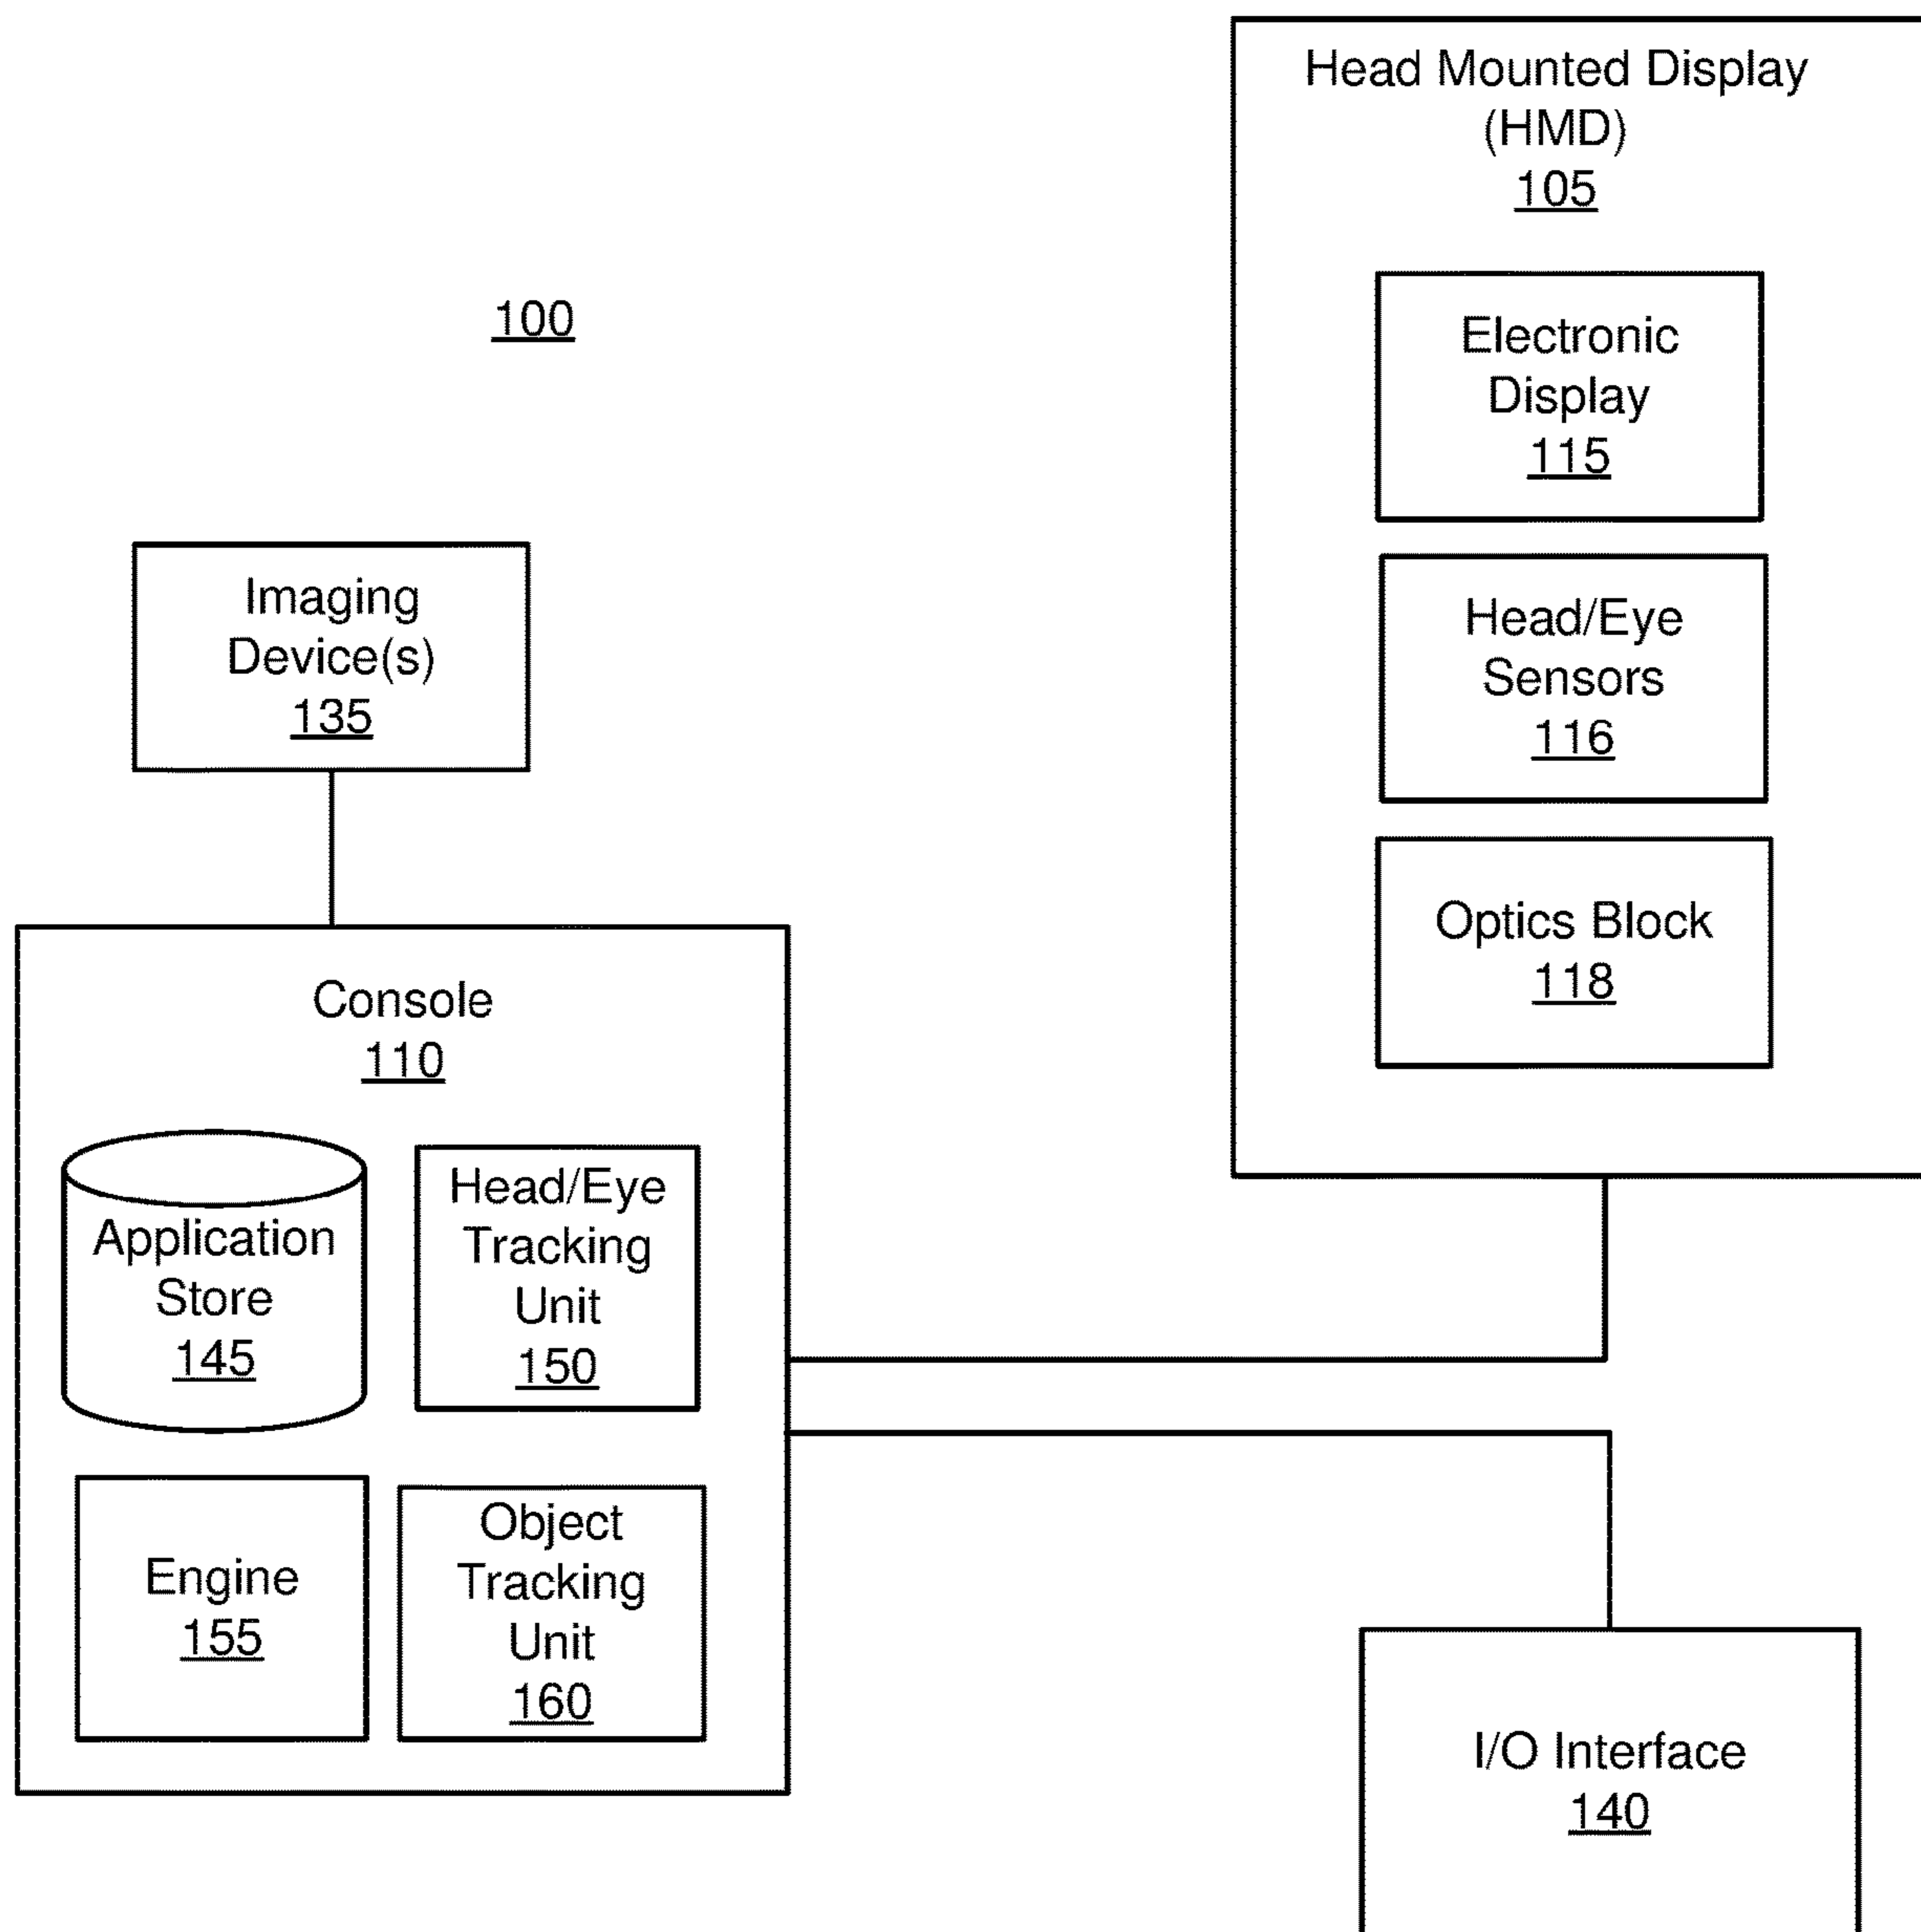 Head Mounted Display
(HMD)
105
Electronic
Display
115
Head/Eye
Sensors
116
Optics Block
118
100
Imaging
Device(s)
135
Console
110
Application
Store
145
Head/Eye
Tracking
Unit
150
Engine
155
Object
Tracking
Unit
160
I/O Interface
140